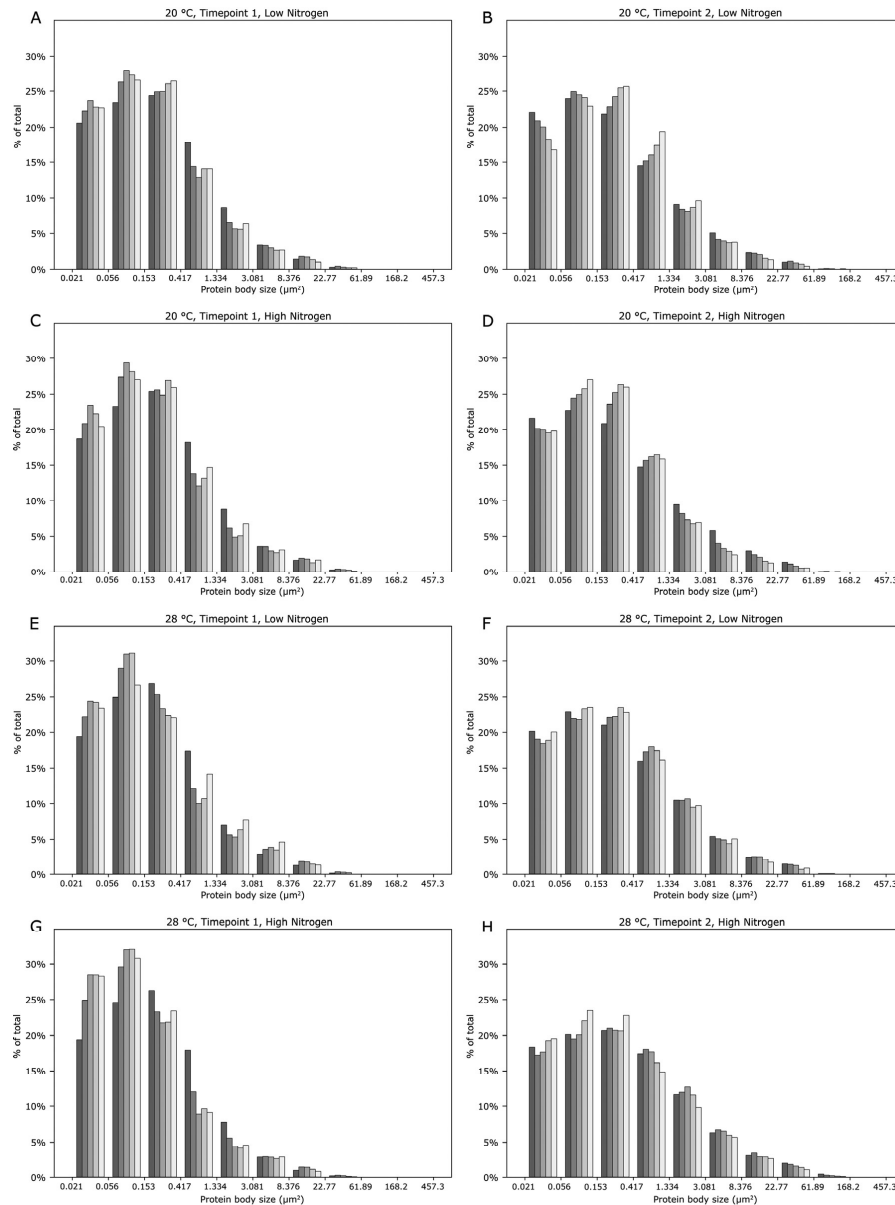 A
20 °C, Timepoint 1, Low Nitrogen
30%
25%
20%
15%
10%
5%
0%
% of total
0.021 0.056 0.153 0.417 1.334 3.081 8.376 22.77 61.89 168.2 457.3
Protein body size (µm²)
B
20 °C, Timepoint 2, Low Nitrogen
30%
25%
20%
15%
10%
5%
0%
% of total
0.021 0.056 0.153 0.417 1.334 3.081 8.376 22.77 61.89 168.2 457.3
Protein body size (µm²)
C
20 °C, Timepoint 1, High Nitrogen
30%
25%
20%
15%
10%
5%
0%
% of total
0.021 0.056 0.153 0.417 1.334 3.081 8.376 22.77 61.89 168.2 457.3
Protein body size (µm²)
D
20 °C, Timepoint 2, High Nitrogen
30%
25%
20%
15%
10%
5%
0%
% of total
0.021 0.056 0.153 0.417 1.334 3.081 8.376 22.77 61.89 168.2 457.3
Protein body size (µm²)
E
28 °C, Timepoint 1, Low Nitrogen
30%
25%
20%
15%
10%
5%
0%
% of total
0.021 0.056 0.153 0.417 1.334 3.081 8.376 22.77 61.89 168.2 457.3
Protein body size (µm²)
F
28 °C, Timepoint 2, Low Nitrogen
30%
25%
20%
15%
10%
5%
0%
% of total
0.021 0.056 0.153 0.417 1.334 3.081 8.376 22.77 61.89 168.2 457.3
Protein body size (µm²)
G
28 °C, Timepoint 1, High Nitrogen
30%
25%
20%
15%
10%
5%
0%
% of total
0.021 0.056 0.153 0.417 1.334 3.081 8.376 22.77 61.89 168.2 457.3
Protein body size (µm²)
H
28 °C, Timepoint 2, High Nitrogen
30%
25%
20%
15%
10%
5%
0%
% of total
0.021 0.056 0.153 0.417 1.334 3.081 8.376 22.77 61.89 168.2 457.3
Protein body size (µm²)